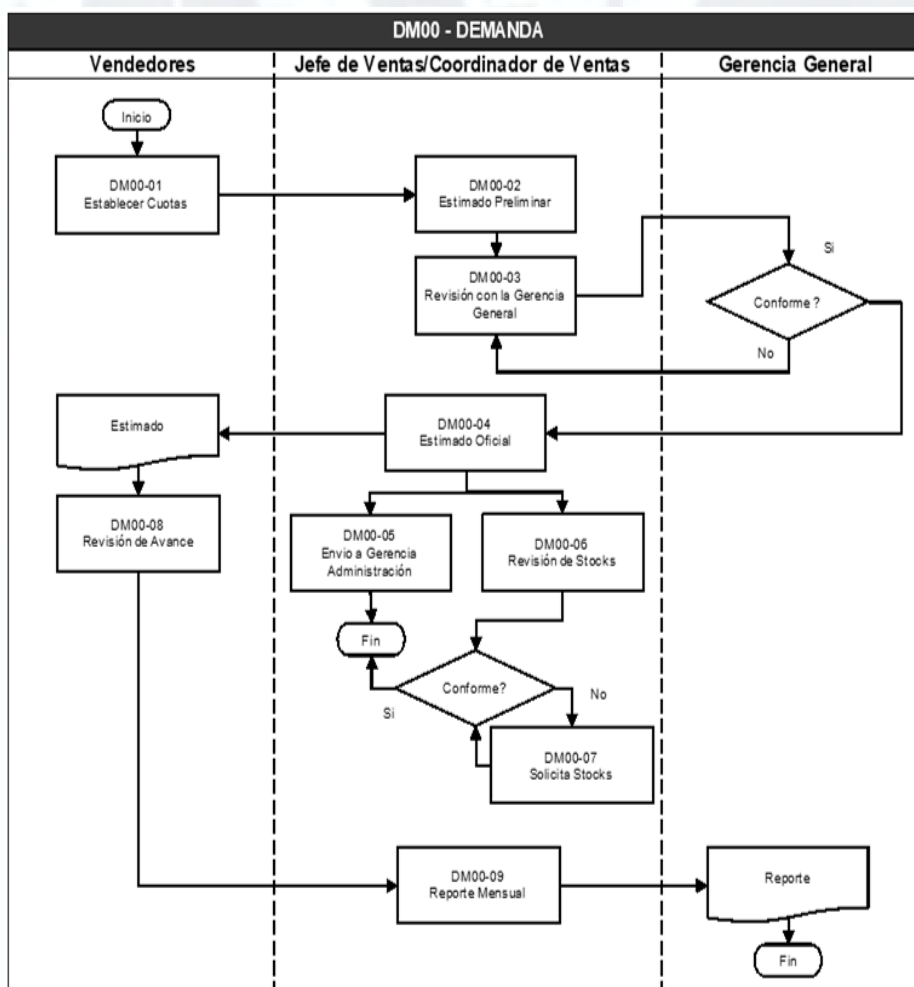 DM00 - DEMANDA
Vendedores
Jefe de Ventas/Coordinador de Ventas
Gerencia General
Inicio
DM00-01
Establecer Cuotas
DM00-02
Estimado Preliminar
DM00-03
Revisión con la Gerencia
General
Si
Conforme ?
No
Estimado
DM00-04
Estimado Oficial
DM00-08
Revisión de Avance
DM00-05
Envio a Gerencia
Administración
DM00-06
Revisión de Stocks
Fin
Conforme?
Si
No
DM00-07
Solicita Stocks
DM00-09
Reporte Mensual
Reporte
Fin